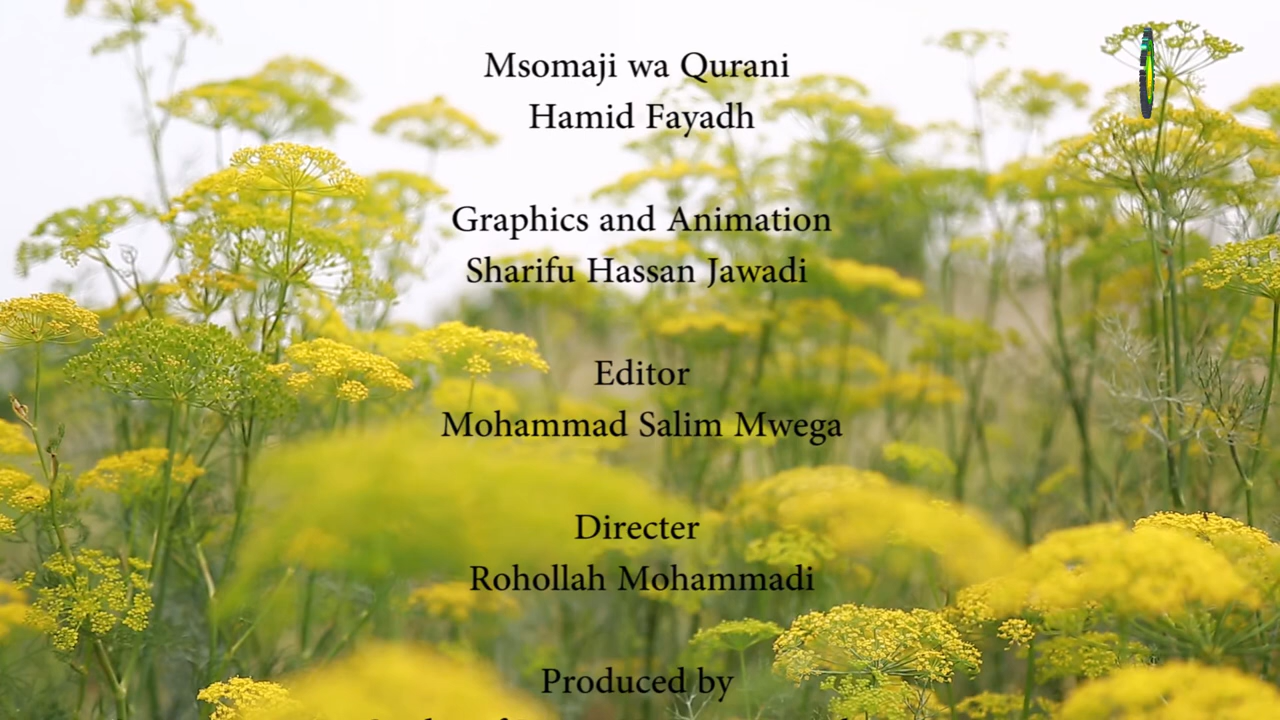 Msomaji wa Qurani
Hamid Fayadh
Graphics and Animation
Sharifu Hassan Jawadi
Editor
Mohammad Salim Mwega
Directer
Rohollah Mohammadi
Produced by